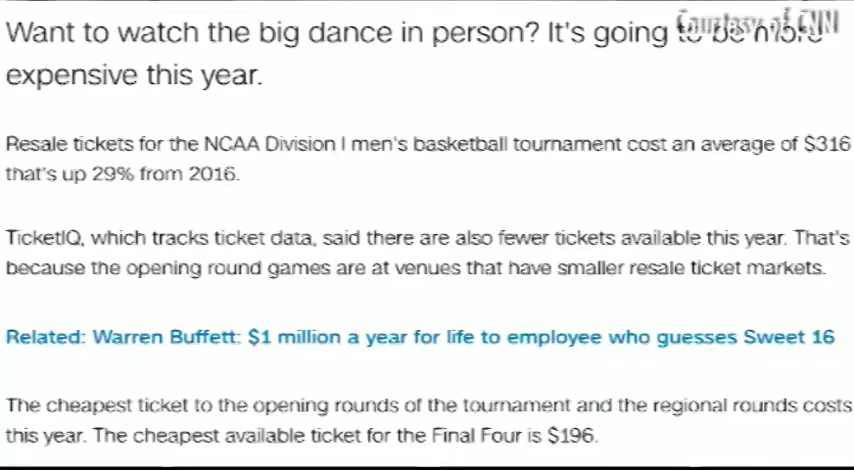 Courtesy of CNN
Want to watch the big dance in person? It's going to be more
expensive this year.
Resale tickets for the NCAA Division I men's basketball tournament cost an average of $316
that's up 29% from 2016.
TicketIQ, which tracks ticket data, said there are also fewer tickets available this year. That's
because the opening round games are at venues that have smaller resale ticket markets.
Related: Warren Buffett: $1 million a year for life to employee who guesses Sweet 16
The cheapest ticket to the opening rounds of the tournament and the regional rounds costs
this year. The cheapest available ticket for the Final Four is $196.